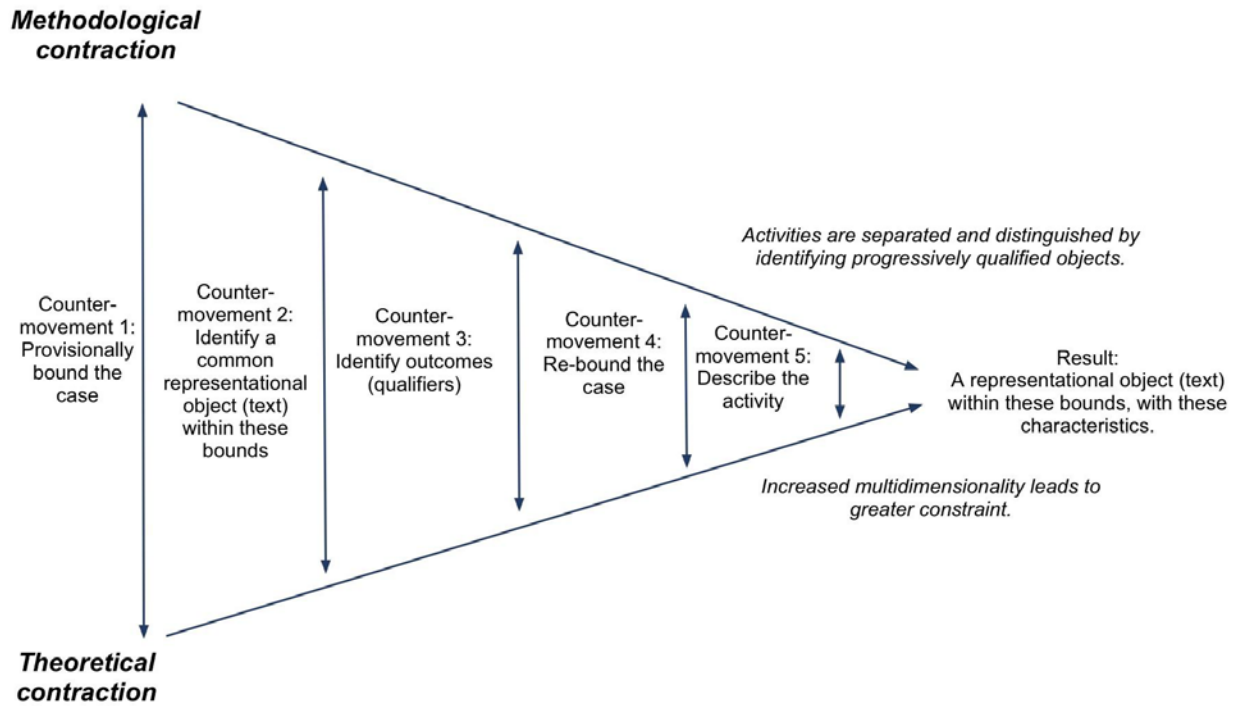 Methodological
contraction
Counter-
movement 1:
Provisionally
bound the
case
Counter-
movement 2:
Identify a
common
representational
object (text)
within these
bounds
Counter-
movement 3:
Identify outcomes
(qualifiers)
Counter-
movement 4:
Re-bound the
case
Counter-
movement 5:
Describe the
activity
Activities are separated and distinguished by
identifying progressively qualified objects.
Result:
A representational object (text)
within these bounds, with these
characteristics.
Increased multidimensionality leads to
greater constraint.
Theoretical
contraction